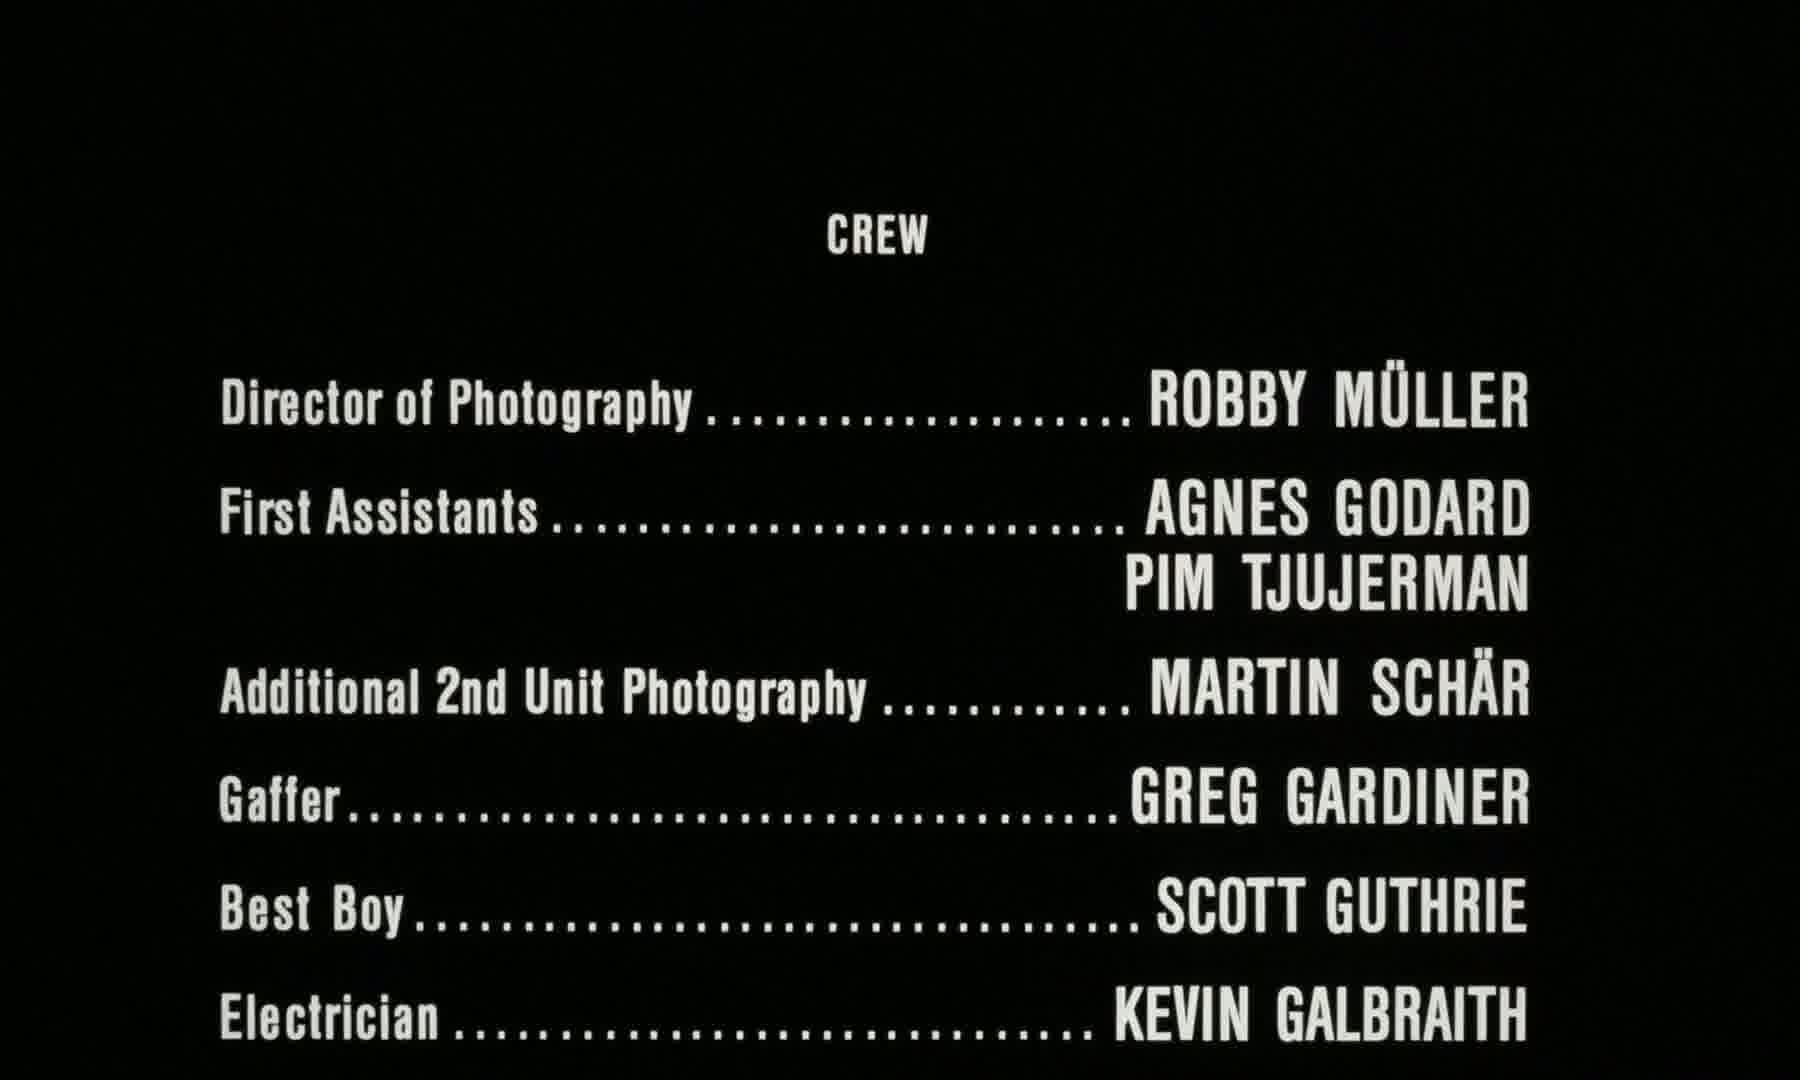 CREW
Director of Photography .................... ROBBY MÜLLER
First Assistants ........................... AGNES GODARD
PIM TJUJERMAN
Additional 2nd Unit Photography ............ MARTIN SCHÄR
Gaffer .................................... GREG GARDINER
Best Boy .................................. SCOTT GUTHRIE
Electrician .............................. KEVIN GALBRAITH